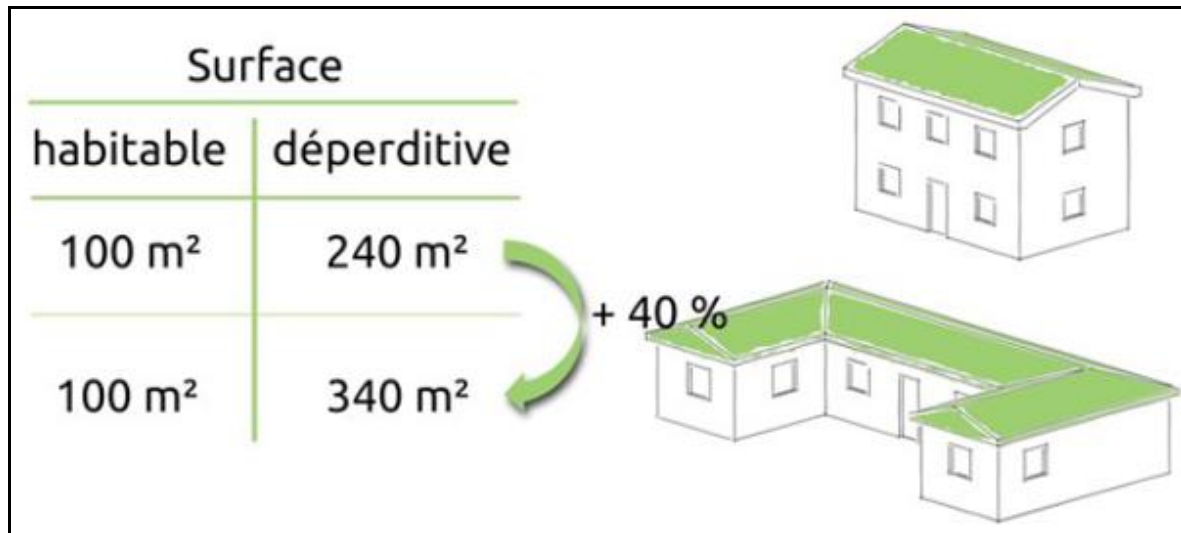 Surface
habitable déperditive
100 m² 240 m²
+ 40 %
100 m² 340 m²